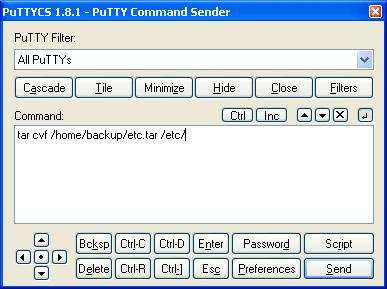 PuTTYCS 1.8.1 - PuTTY Command Sender
PuTTY Filter:
All PuTTYs
Cascade Tile Minimize Hide Close Filters
Command: Ctrl Inc
tar cvf /home/backup/etc.tar /etc/
Bcksp Ctrl-C Ctrl-D Enter Password Script
Delete Ctrl-R Ctrl-] Esc Preferences Send